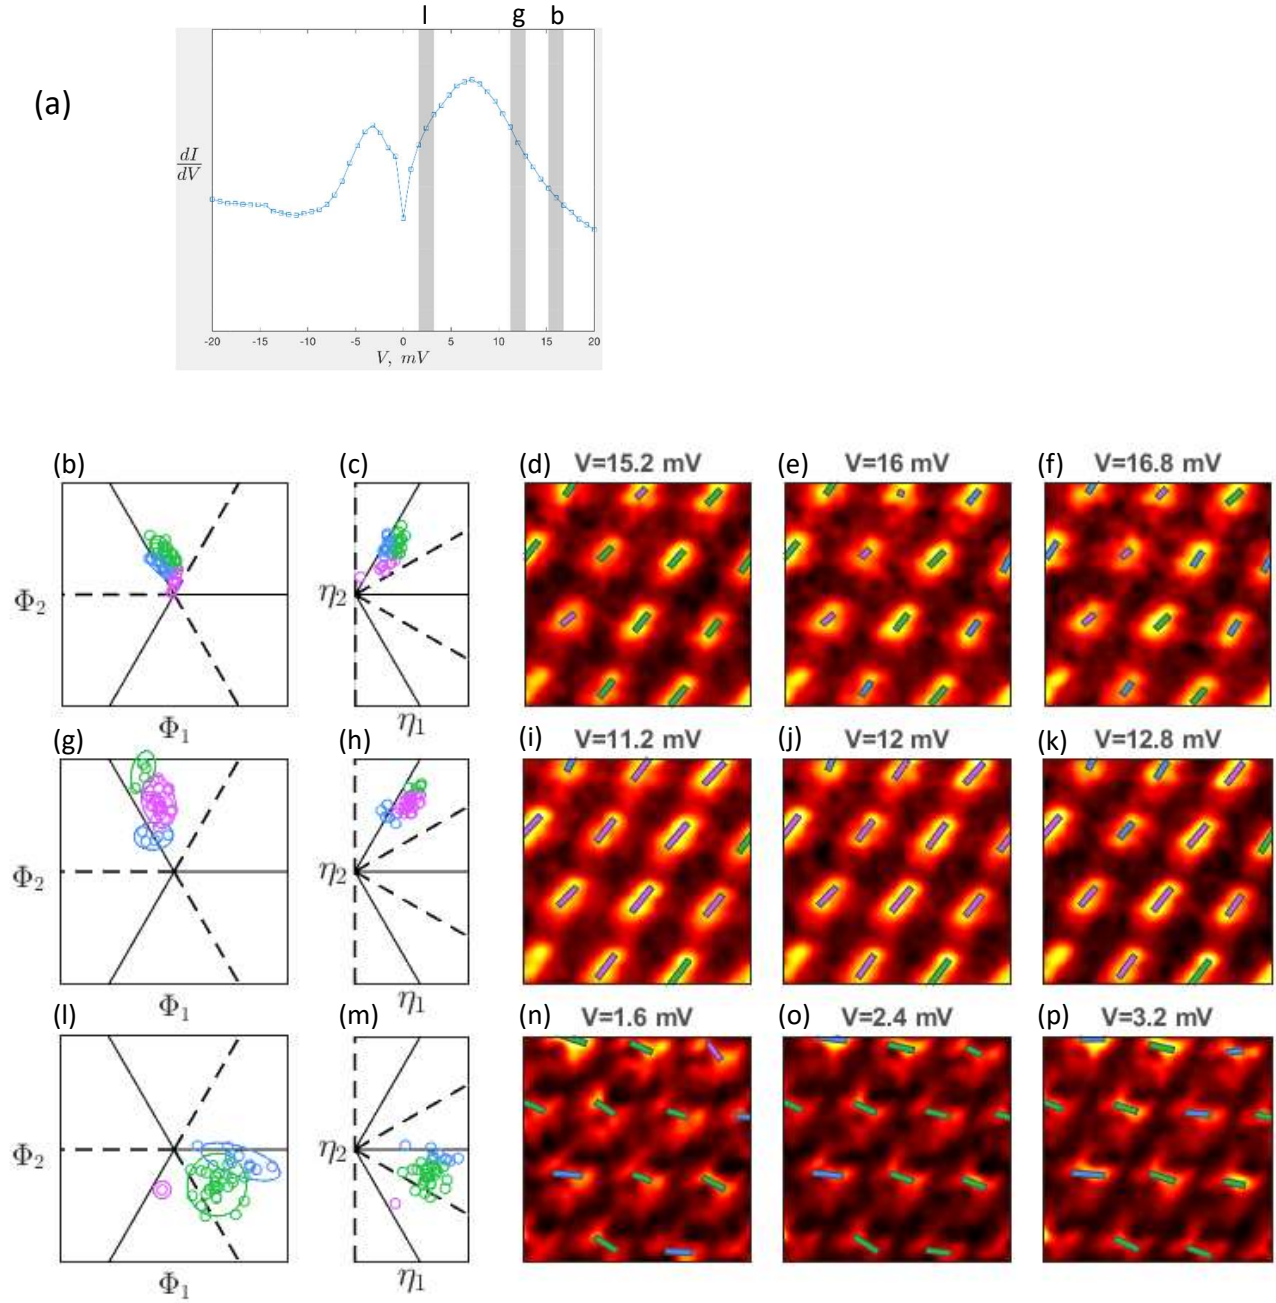 l g b
(a)
dI
dV
-20 -15 -10 -5 0 5 10 15 20
V, mV
(b) (c) (d) V=15.2 mV (e) V=16 mV (f) V=16.8 mV
Φ₂ η₂
Φ₁ η₁
(g) (h) (i) V=11.2 mV (j) V=12 mV (k) V=12.8 mV
Φ₂ η₂
Φ₁ η₁
(l) (m) (n) V=1.6 mV (o) V=2.4 mV (p) V=3.2 mV
Φ₂ η₂
Φ₁ η₁